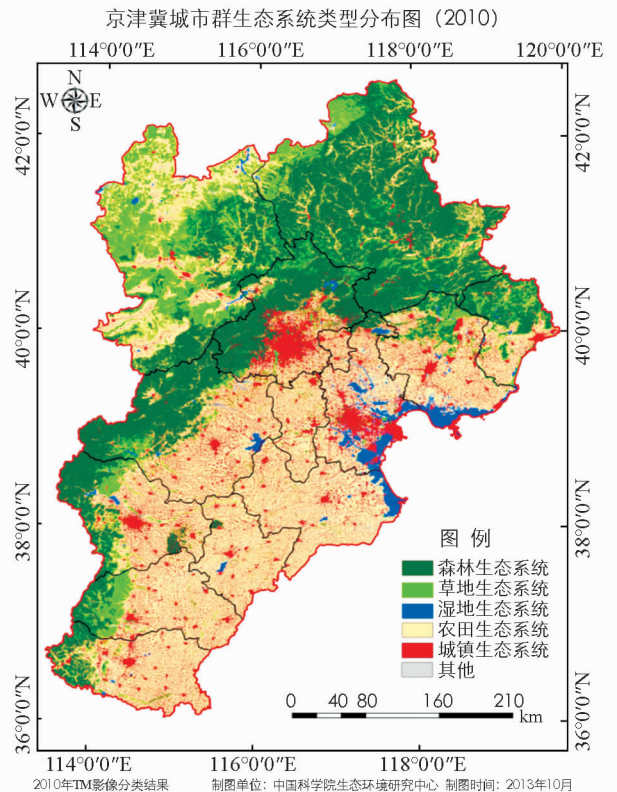 京津冀城市群生态系统类型分布图（2010）
114°0′0″E 116°0′0″E 118°0′0″E 120°0′0″E
N
W E
S
42°0′0″N 42°0′0″N
40°0′0″N 40°0′0″N
38°0′0″N 38°0′0″N
36°0′0″N 36°0′0″N
图 例
森林生态系统
草地生态系统
湿地生态系统
农田生态系统
城镇生态系统
其他
0 40 80 160 210
km
114°0′0″E 116°0′0″E 118°0′0″E
2010年TM影像分类结果 制图单位：中国科学院生态环境研究中心 制图时间：2013年10月